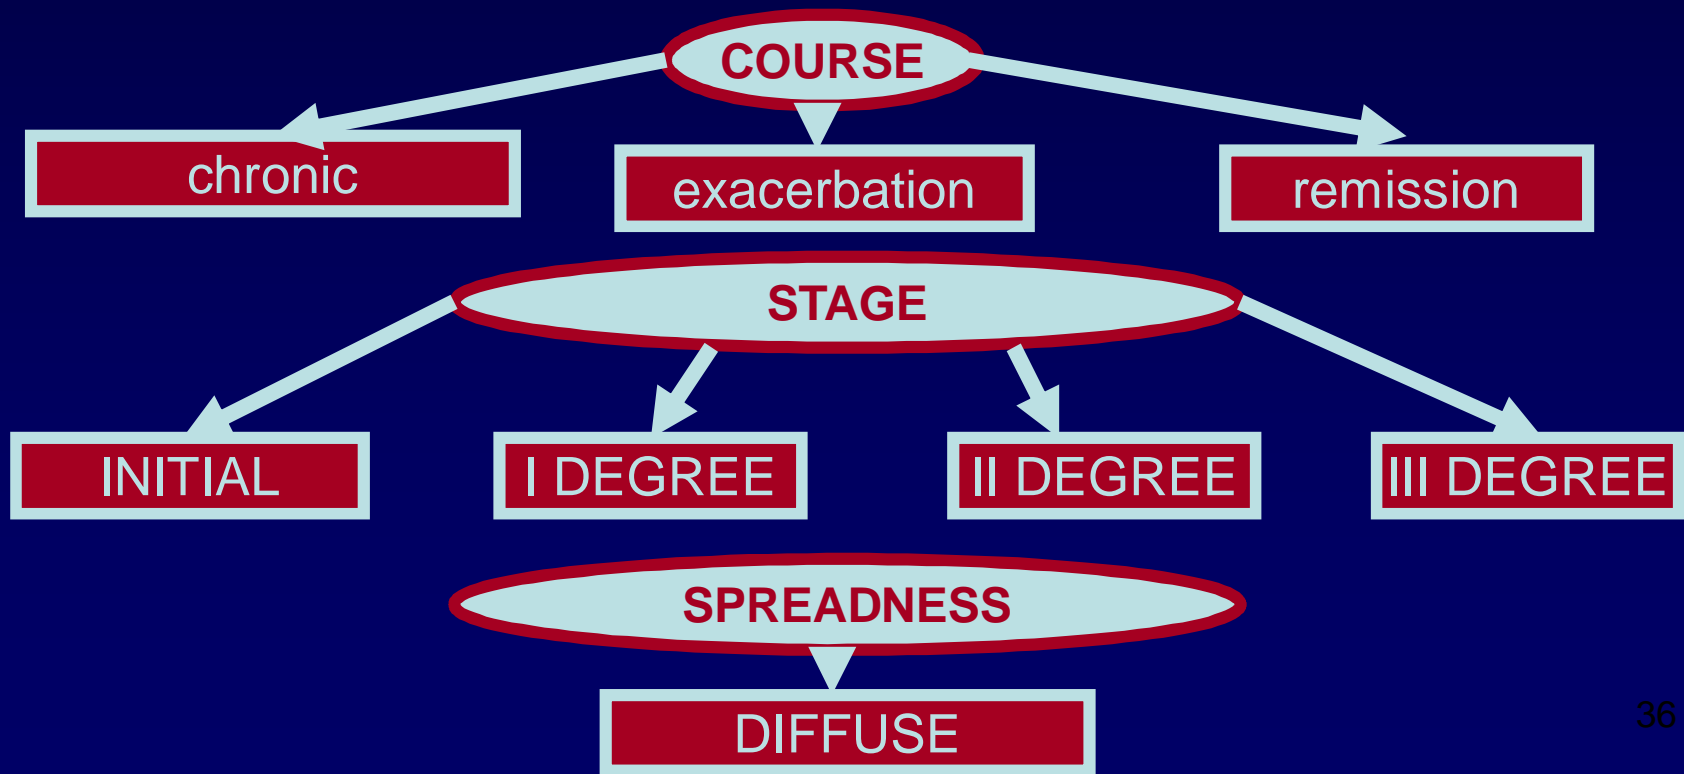 COURSE
chronic
exacerbation
remission
STAGE
INITIAL
I DEGREE
II DEGREE
III DEGREE
SPREADNESS
DIFFUSE
36